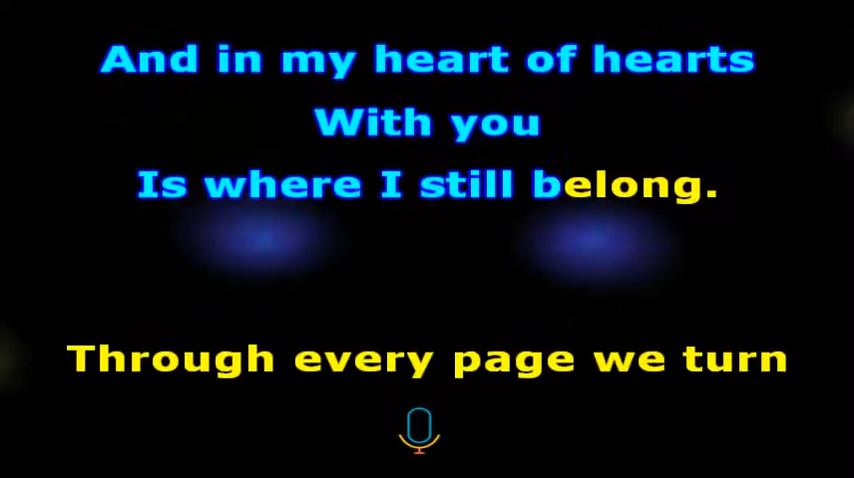 And in my heart of hearts
With you
Is where I still belong.
Through every page we turn